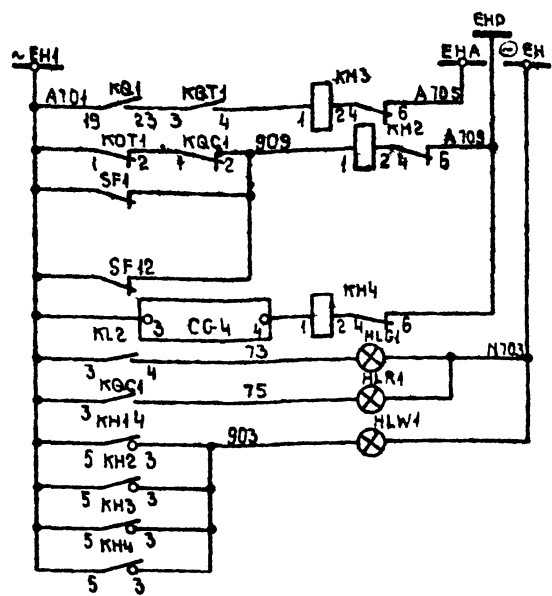 EHD
~ EH1
EHA
~ EH
A701
KQ1
KQT1
KH3
A705
19
23
3
4
1
2
4
6
KQT1
KQC1
909
KH2
A709
1
2
1
2
1
2
4
6
SF1
SF12
KH4
3
CG4
4
1
2
4
6
KL2
73
HLG1
N703
3
4
HLR1
KQC1
75
3
4
KH1
903
HLW1
5
3
KH2
5
3
KH3
5
3
KH4
5
3